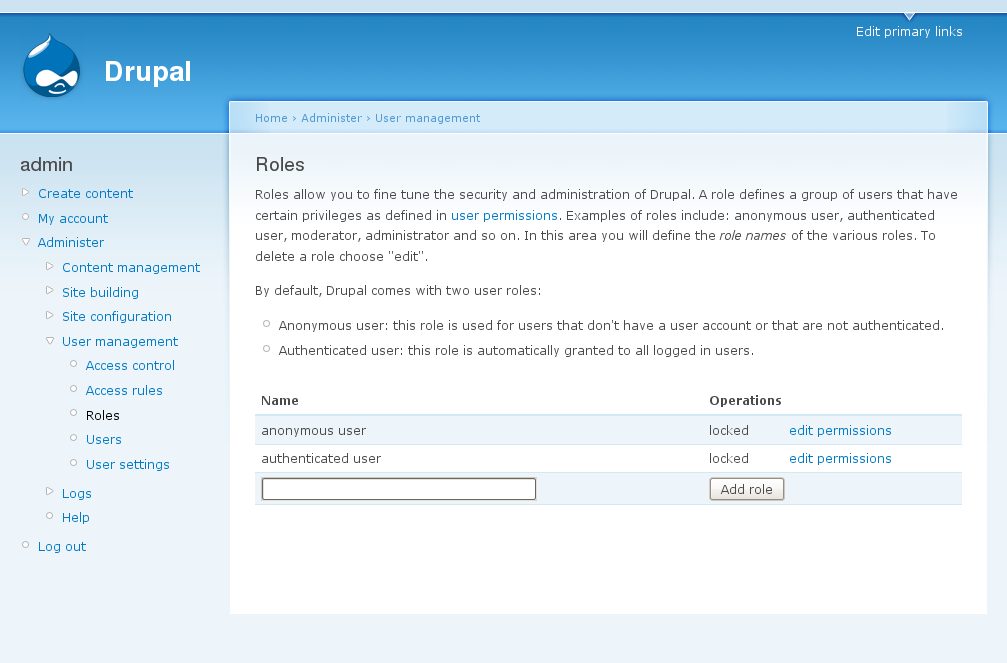 Edit primary links
Drupal
Home › Administer › User management
admin
Create content
My account
Administer
Content management
Site building
Site configuration
User management
Access control
Access rules
Roles
Users
User settings
Logs
Help
Log out
Roles
Roles allow you to fine tune the security and administration of Drupal. A role defines a group of users that have
certain privileges as defined in user permissions. Examples of roles include: anonymous user, authenticated
user, moderator, administrator and so on. In this area you will define the role names of the various roles. To
delete a role choose "edit".
By default, Drupal comes with two user roles:
Anonymous user: this role is used for users that don't have a user account or that are not authenticated.
Authenticated user: this role is automatically granted to all logged in users.
Name Operations
anonymous user locked edit permissions
authenticated user locked edit permissions
Add role